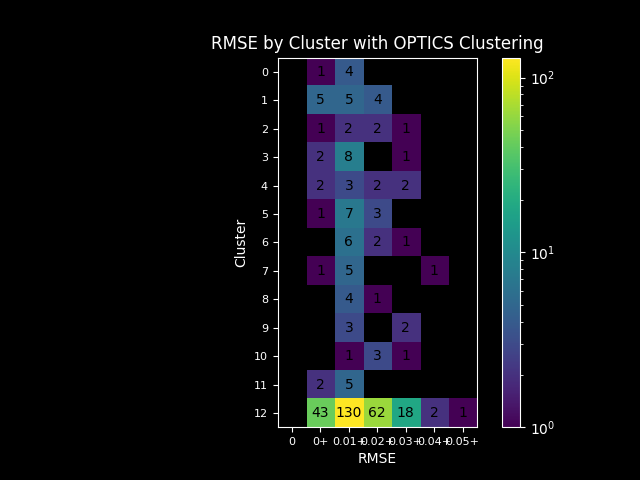 RMSE by Cluster with OPTICS Clustering
0 1 4
1 5 5 4
2 1 2 2 1
3 2 8 1
4 2 3 2 2
5 1 7 3
6 6 2 1
7 1 5 1
8 4 1
9 3 2
10 1 3 1
11 2 5
12 43 130 62 18 2 1
0 0+ 0.01+ 0.02+ 0.03+ 0.04+ 0.05+
RMSE
Cluster
10²
10¹
10⁰